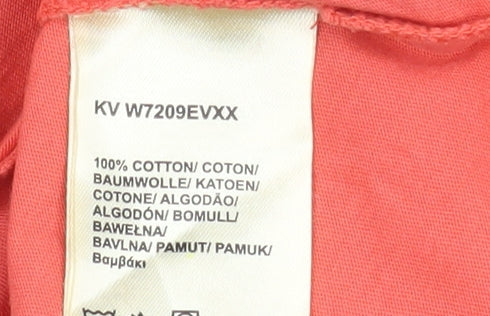 KV W7209EVXX
100% COTTON/ COTON/
BAUMWOLLE/ KATOEN/
COTONE/ ALGODÃO/
ALGODÓN/ BOMULL/
BAWEŁNA/
BAVLNA/ PAMUT/ PAMUK/
Βαμβάκι